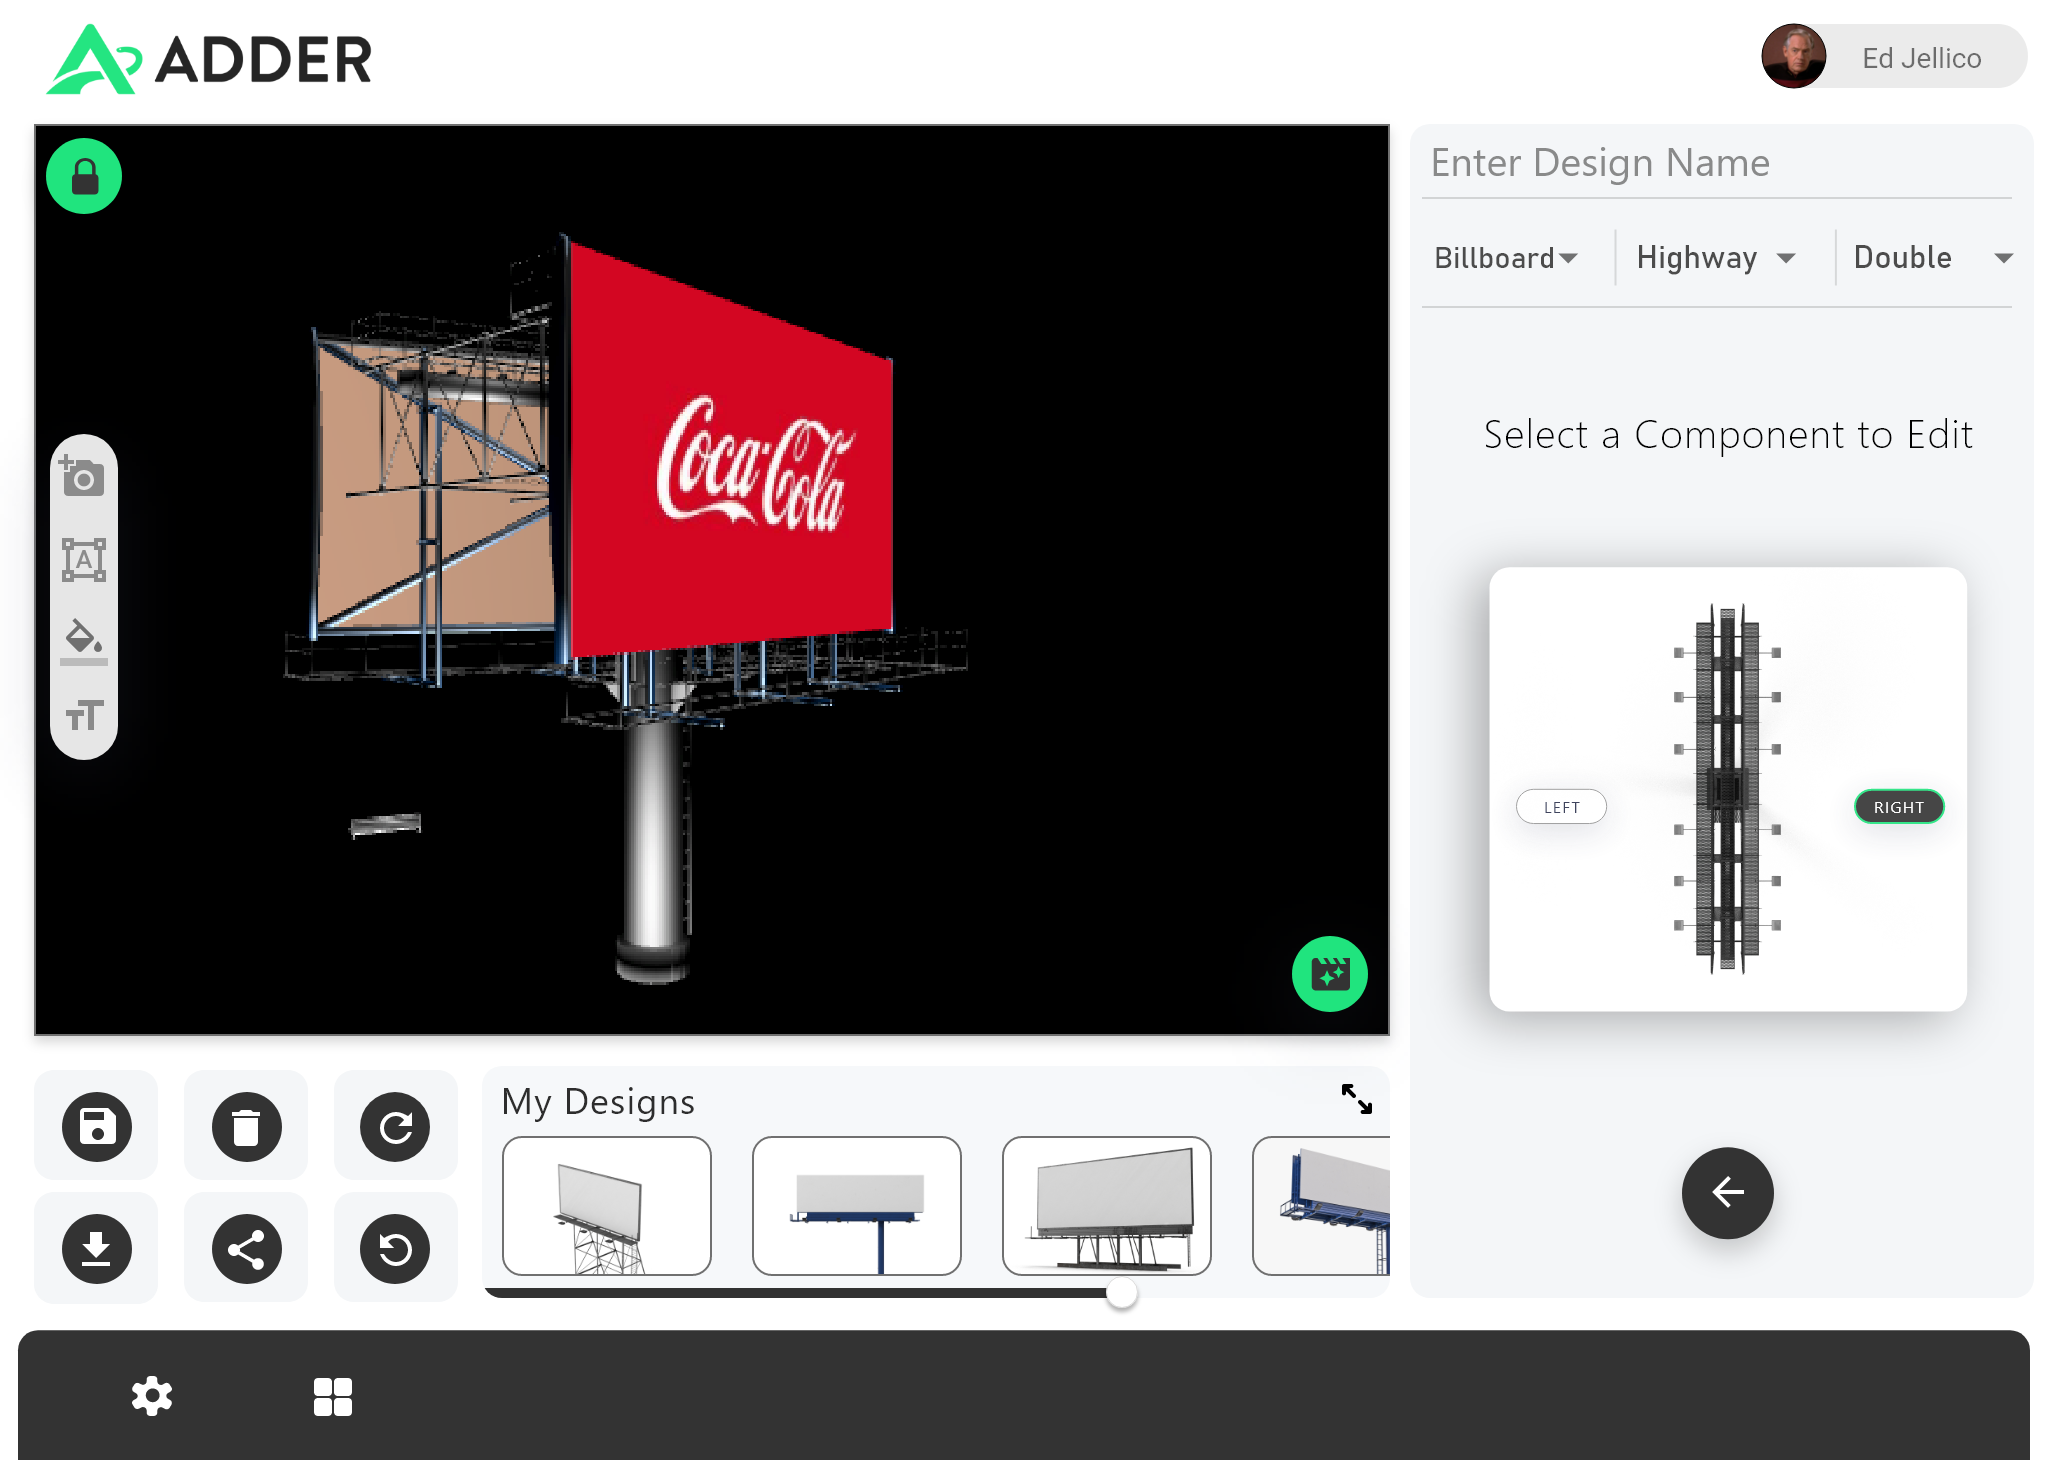 ADDER
Ed Jellico
Enter Design Name
Billboard
Highway
Double
Coca-Cola
A
TT
Select a Component to Edit
LEFT
RIGHT
My Designs